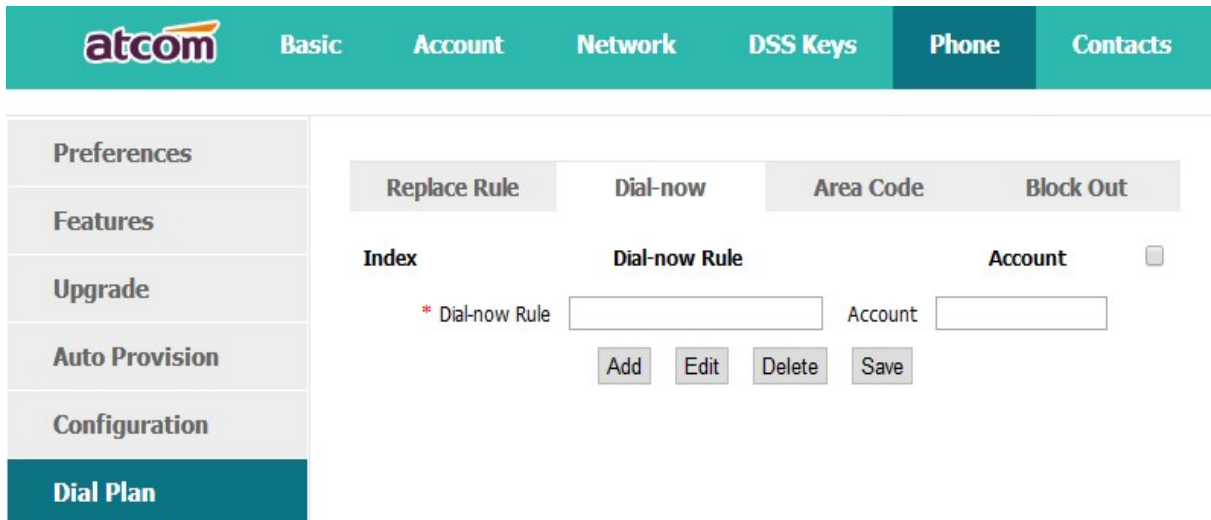 atcom Basic Account Network DSS Keys Phone Contacts
Preferences
Features
Upgrade
Auto Provision
Configuration
Dial Plan
Replace Rule Dial-now Area Code Block Out
Index Dial-now Rule Account
* Dial-now Rule Account
Add Edit Delete Save